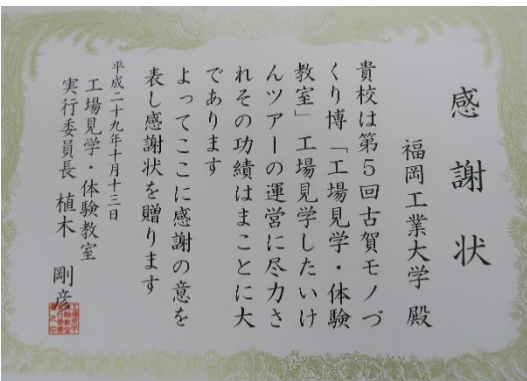 感謝状
福岡工業大学 殿
貴校は第5回古賀モノづ
くり博「工場見学・体験
教室」工場見学したいけ
んツアーの運営に尽力さ
れその功績はまことに大
であります
よってここに感謝の意を
表し感謝状を贈ります
平成二十九年十月十三日
工場見学・体験教室
実行委員長 植木 剛彦